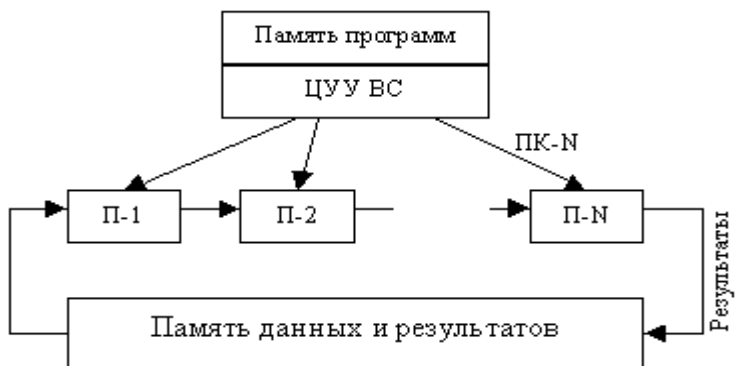 Память программ
ЦУУ ВС
ПК-N
П-1
П-2
П-N
Результаты
Память данных и результатов